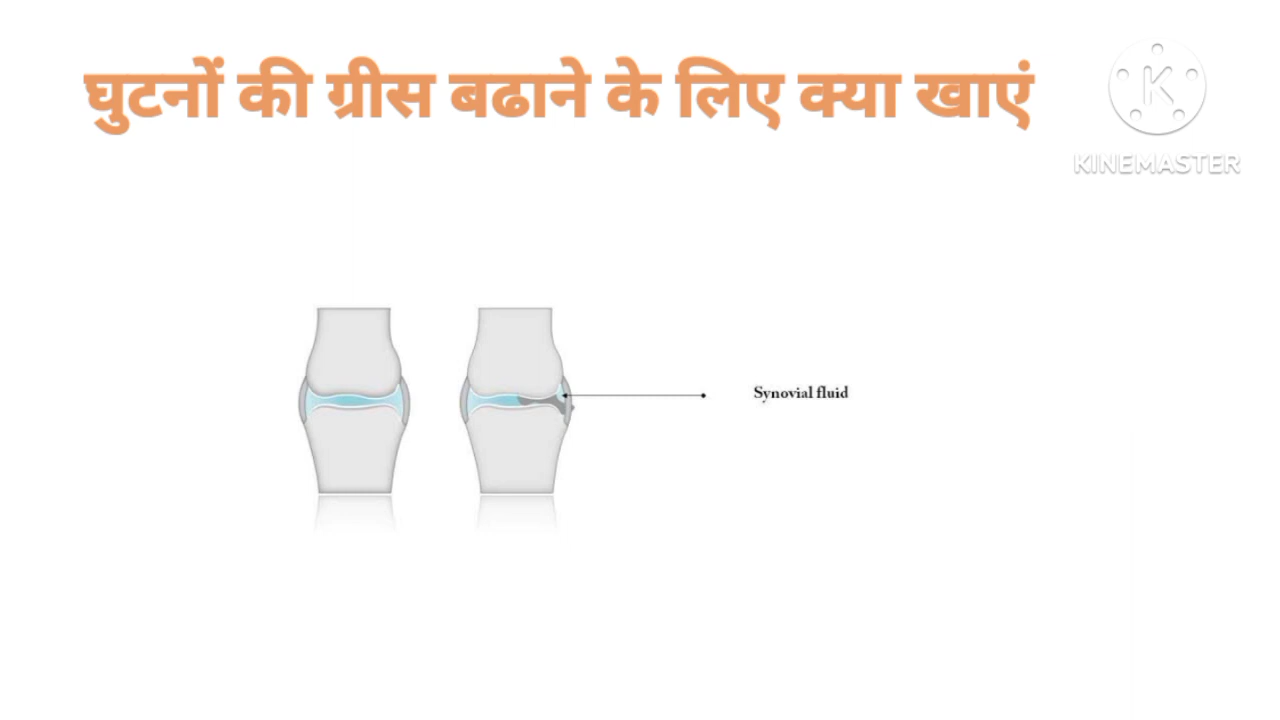 घुटनों की ग्रीस बढाने के लिए क्या खाएं
K
KINEMASTER
Synovial fluid